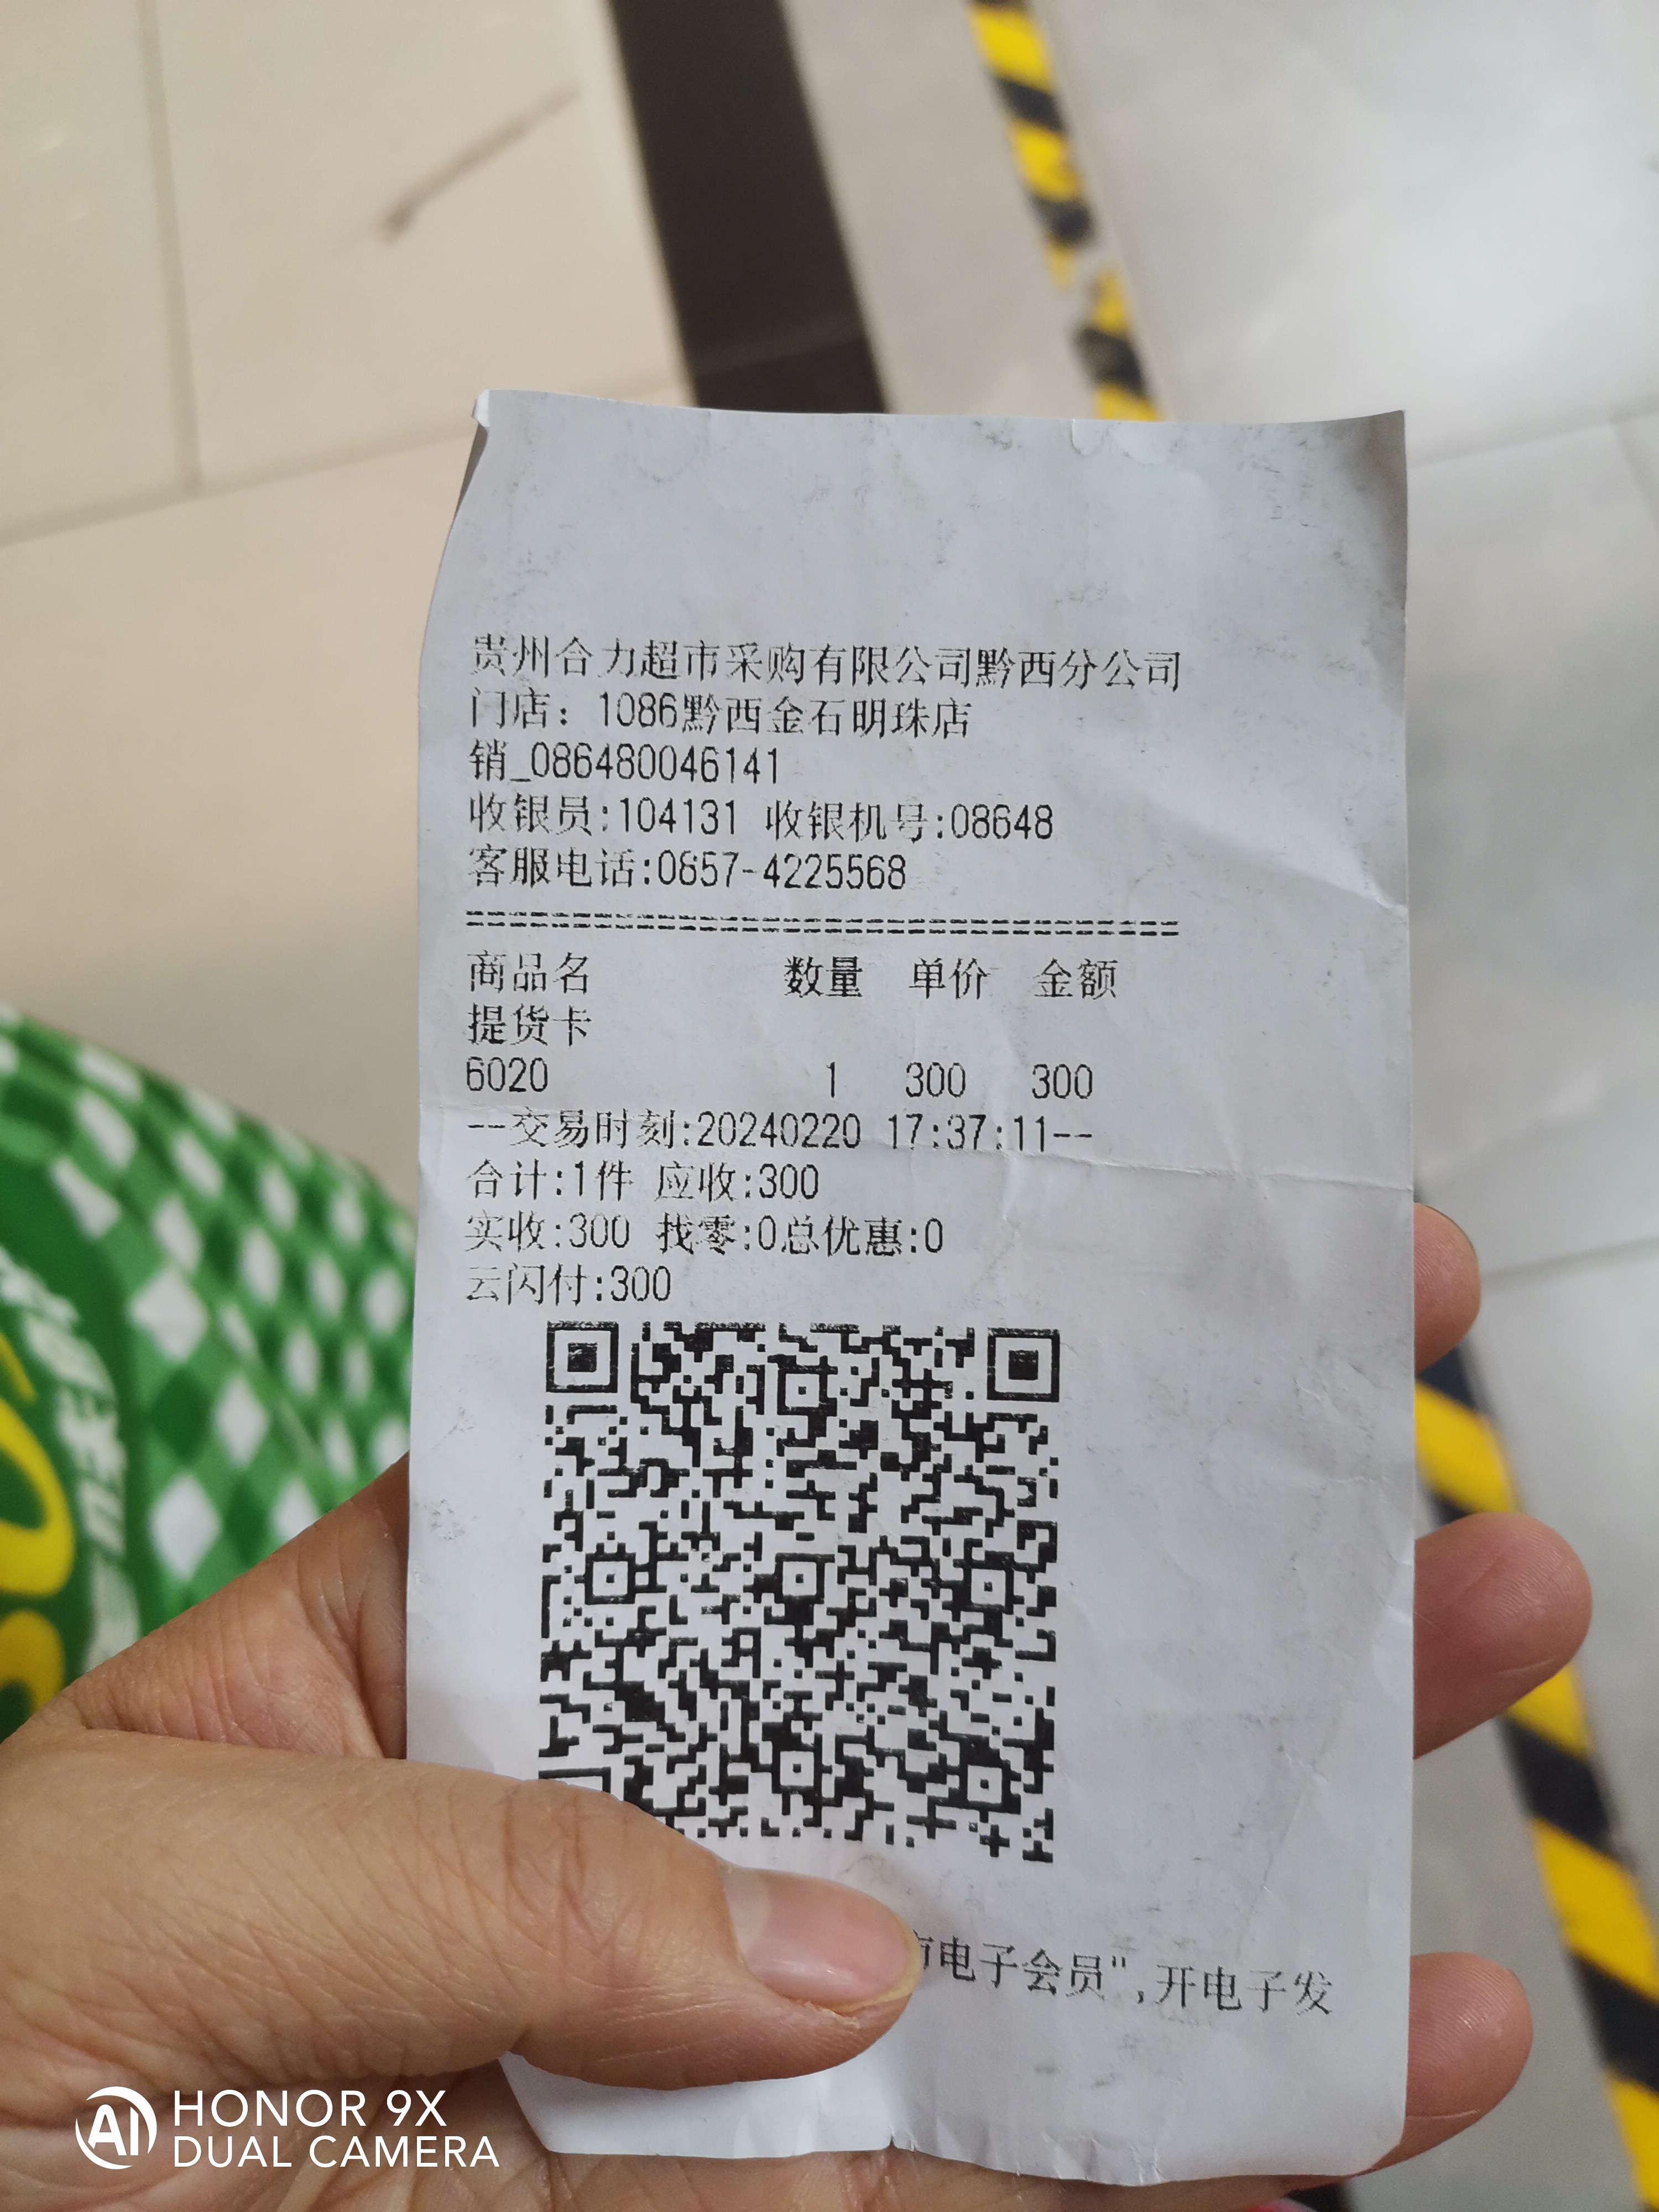 贵州合力超市采购有限公司黔西分公司
门店：1086黔西金石明珠店
销_086480046141
收银员:104131 收银机号:08648
客服电话:0857-4225568
==================================
商品名 数量 单价 金额
提货卡
6020 1 300 300
--交易时刻:20240220 17:37:11--
合计:1件 应收:300
实收:300 找零:0总优惠:0
云闪付:300
电子会员",开电子发
HONOR 9X
DUAL CAMERA